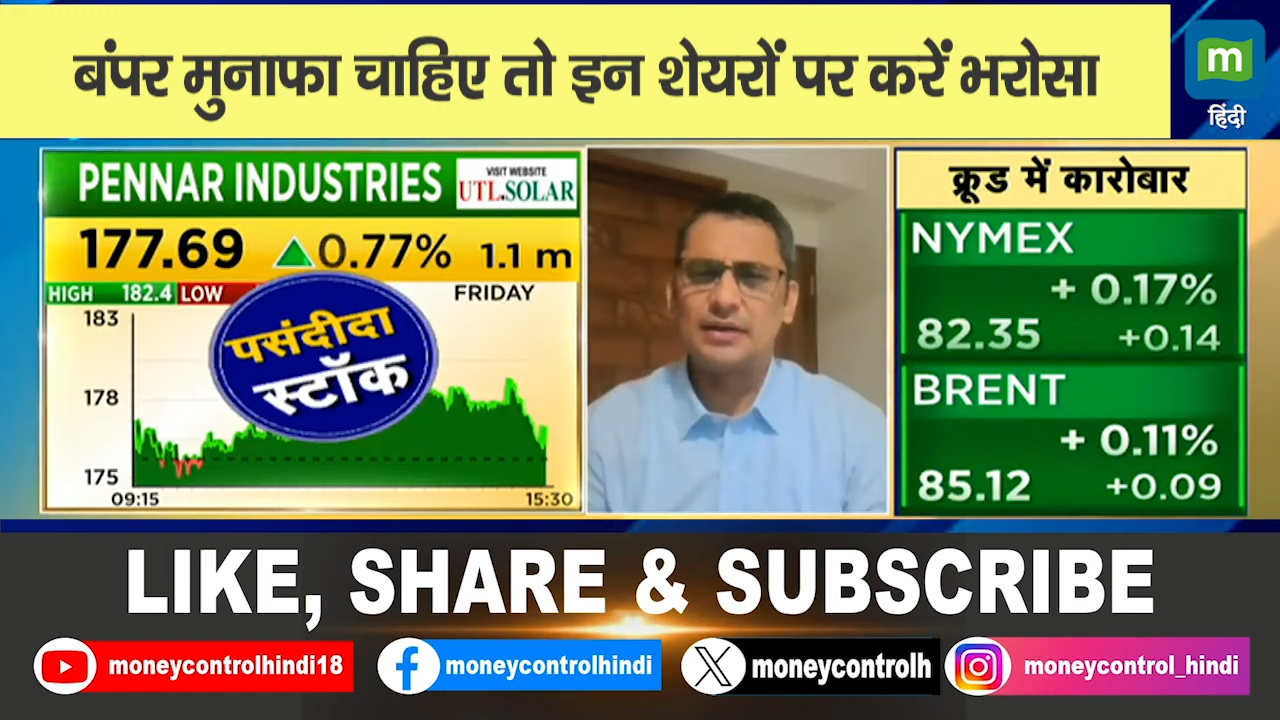 बंपर मुनाफा चाहिए तो इन शेयरों पर करें भरोसा
m
हिंदी
PENNAR INDUSTRIES
VISIT WEBSITE
UTL.SOLAR
177.69 ▲0.77% 1.1 m
HIGH 182.4 LOW
FRIDAY
183
178
175
09:15 15:30
पसंदीदा
स्टॉक
क्रूड में कारोबार
NYMEX
+ 0.17%
82.35 +0.14
BRENT
+ 0.11%
85.12 +0.09
LIKE, SHARE & SUBSCRIBE
moneycontrolhindi18 moneycontrolhindi moneycontrolh moneycontrol_hindi